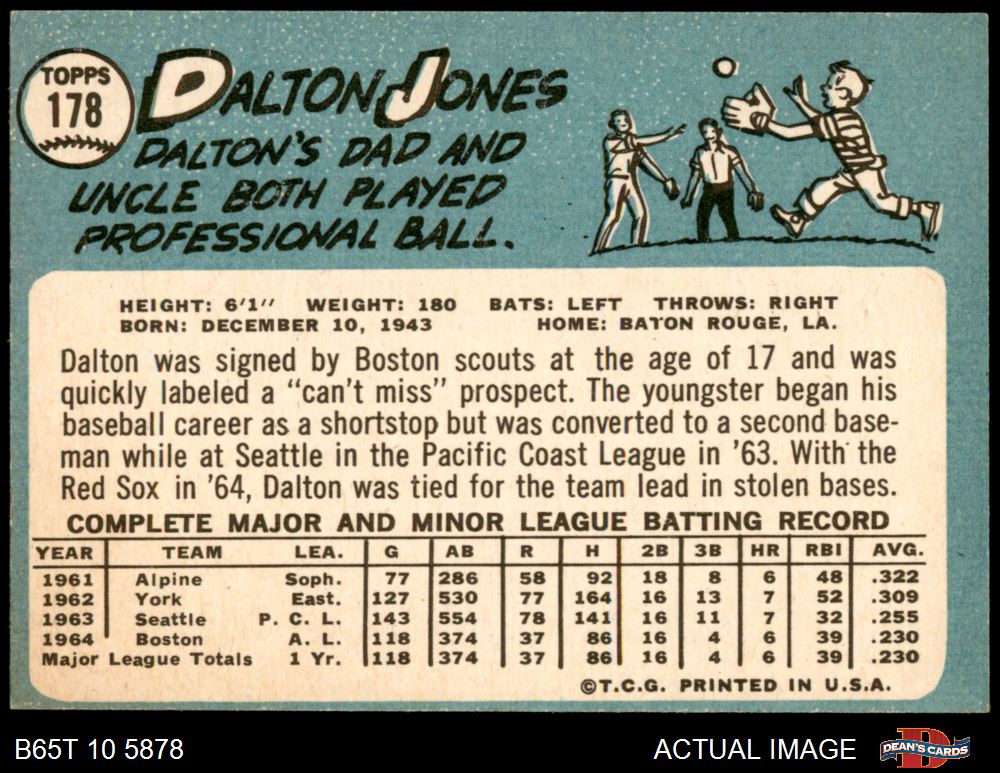 TOPPS
178
DALTON JONES
DALTON'S DAD AND
UNCLE BOTH PLAYED
PROFESSIONAL BALL.
HEIGHT: 6'1" WEIGHT: 180 BATS: LEFT THROWS: RIGHT
BORN: DECEMBER 10, 1943 HOME: BATON ROUGE, LA.
Dalton was signed by Boston scouts at the age of 17 and was
quickly labeled a "can't miss" prospect. The youngster began his
baseball career as a shortstop but was converted to a second base-
man while at Seattle in the Pacific Coast League in '63. With the
Red Sox in '64, Dalton was tied for the team lead in stolen bases.
COMPLETE MAJOR AND MINOR LEAGUE BATTING RECORD
YEAR TEAM LEA. G AB R H 2B 3B HR RBI AVG.
1961 Alpine Soph. 77 286 58 92 18 8 6 48 .322
1962 York East. 127 530 77 164 16 13 7 52 .309
1963 Seattle P. C. L. 143 554 78 141 16 11 7 32 .255
1964 Boston A. L. 118 374 37 86 16 4 6 39 .230
Major League Totals 1 Yr. 118 374 37 86 16 4 6 39 .230
©T.C.G. PRINTED IN U.S.A.
B65T 10 5878 ACTUAL IMAGE DEAN'S CARDS